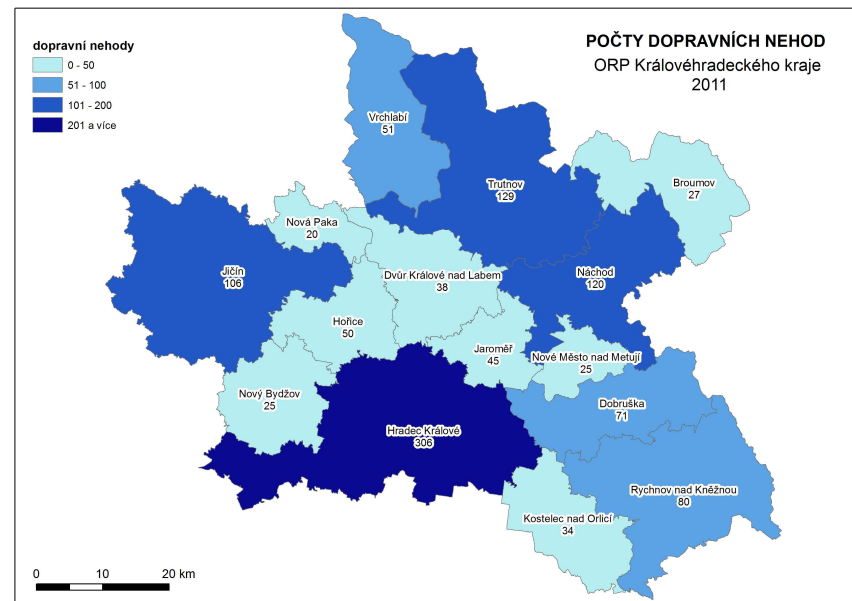 POČTY DOPRAVNÍCH NEHOD
ORP Královéhradeckého kraje
2011
dopravní nehody
0 - 50
51 - 100
101 - 200
201 a více
Vrchlabí
51
Trutnov
129
Broumov
27
Nová Paka
20
Jičín
106
Dvůr Králové nad Labem
38
Náchod
120
Hořice
50
Jaroměř
45
Nové Město nad Metují
25
Nový Bydžov
25
Dobruška
71
Hradec Králové
306
Rychnov nad Kněžnou
80
Kostelec nad Orlicí
34
0 10 20 km